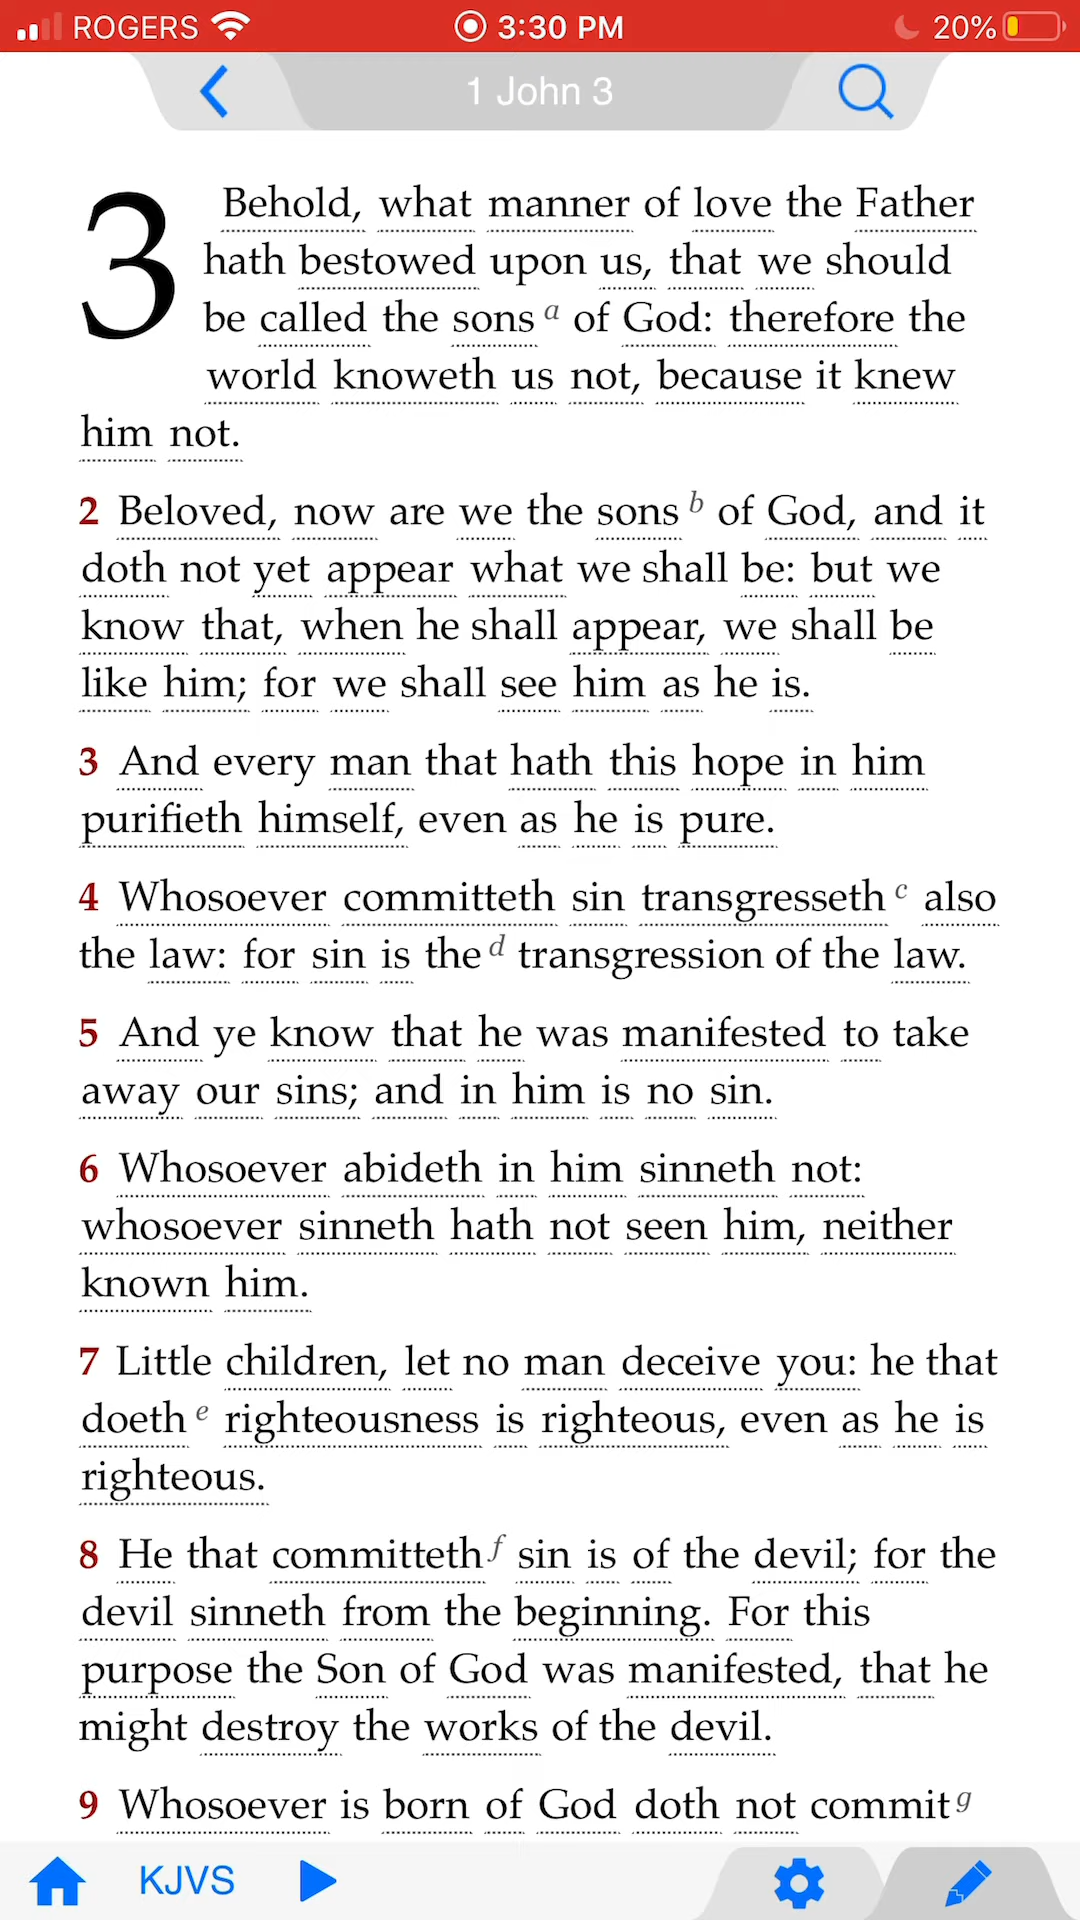 ROGERS 3:30 PM 20%
1 John 3
3 Behold, what manner of love the Father
hath bestowed upon us, that we should
be called the sons a of God: therefore the
world knoweth us not, because it knew
him not.
2 Beloved, now are we the sons b of God, and it
doth not yet appear what we shall be: but we
know that, when he shall appear, we shall be
like him; for we shall see him as he is.
3 And every man that hath this hope in him
purifieth himself, even as he is pure.
4 Whosoever committeth sin transgresseth c also
the law: for sin is the d transgression of the law.
5 And ye know that he was manifested to take
away our sins; and in him is no sin.
6 Whosoever abideth in him sinneth not:
whosoever sinneth hath not seen him, neither
known him.
7 Little children, let no man deceive you: he that
doeth e righteousness is righteous, even as he is
righteous.
8 He that committeth f sin is of the devil; for the
devil sinneth from the beginning. For this
purpose the Son of God was manifested, that he
might destroy the works of the devil.
9 Whosoever is born of God doth not commit g
KJVS